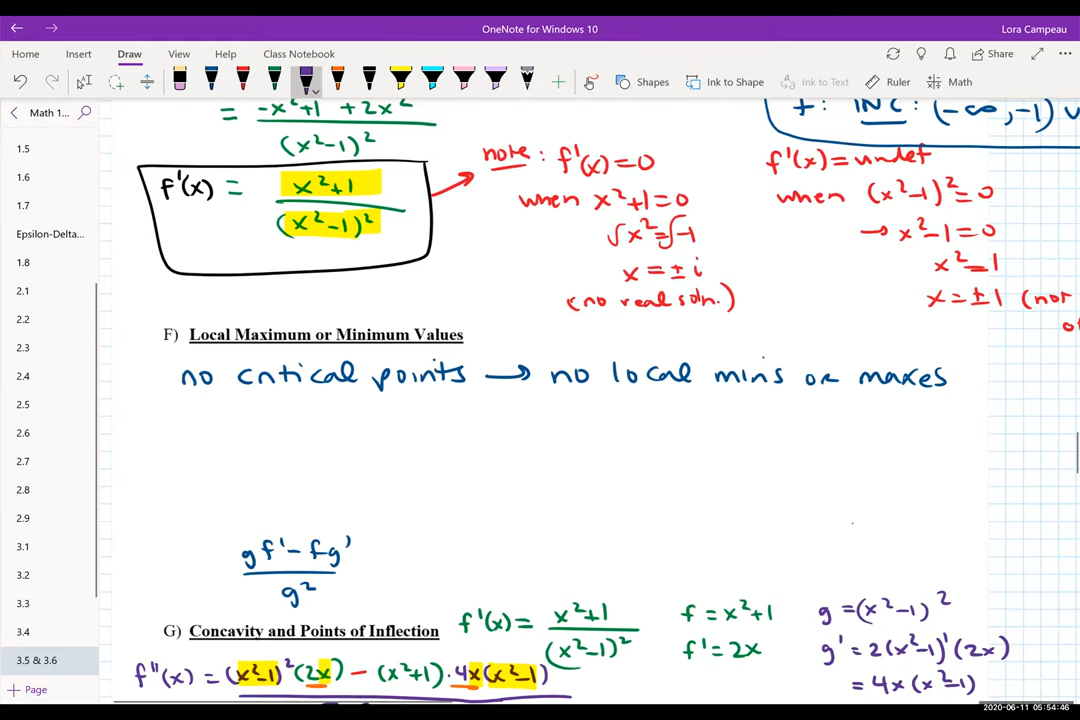 OneNote for Windows 10
Lora Campeau
Home Insert Draw View Help Class Notebook Share
Shapes Ink to Shape Ink to Text Ruler Math
Math 1...
1.5
1.6
1.7
Epsilon-Delta...
1.8
2.1
2.2
2.3
2.4
2.5
2.6
2.7
2.8
2.9
3.1
3.2
3.3
3.4
3.5 & 3.6
Page
= -x²+1 +2x²
(x²-1)²
+: INC: (-∞,-1) U
f'(x) = x²+1
(x²-1)²
note: f'(x)=0
when x²+1=0
√x²=√-1
x = ± i
(no real soln.)
f'(x)= undef
when (x²-1)²=0
→ x²-1=0
x²=1
x=±1 (not
F) Local Maximum or Minimum Values
no critical points → no local mins or maxes
gf'-fg'
g²
G) Concavity and Points of Inflection
f'(x)= x²+1
(x²-1)²
f=x²+1
f'=2x
g=(x²-1)²
g'=2(x²-1)'(2x)
=4x(x²-1)
f"(x) = (x²-1)²(2x) - (x²+1)·4x(x²-1)
2020-06-11 05:54:46